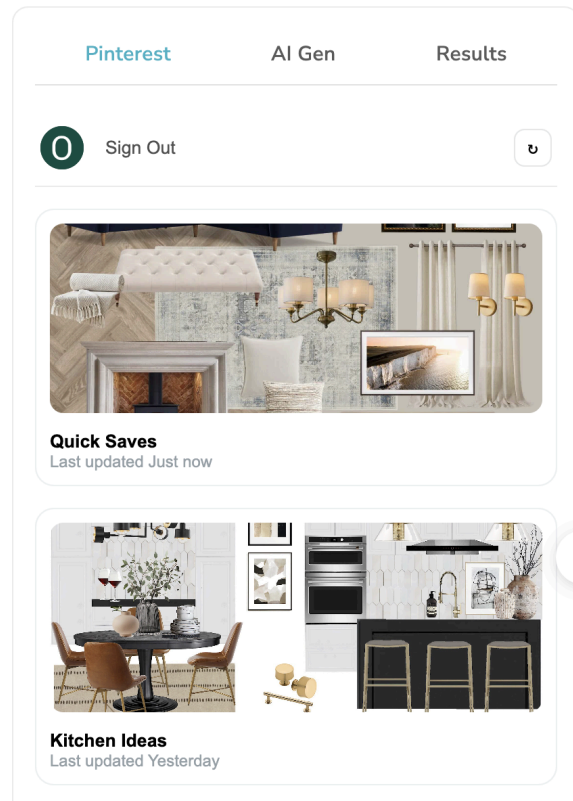 Pinterest
AI Gen
Results
O
Sign Out
↻
Quick Saves
Last updated Just now
Kitchen Ideas
Last updated Yesterday